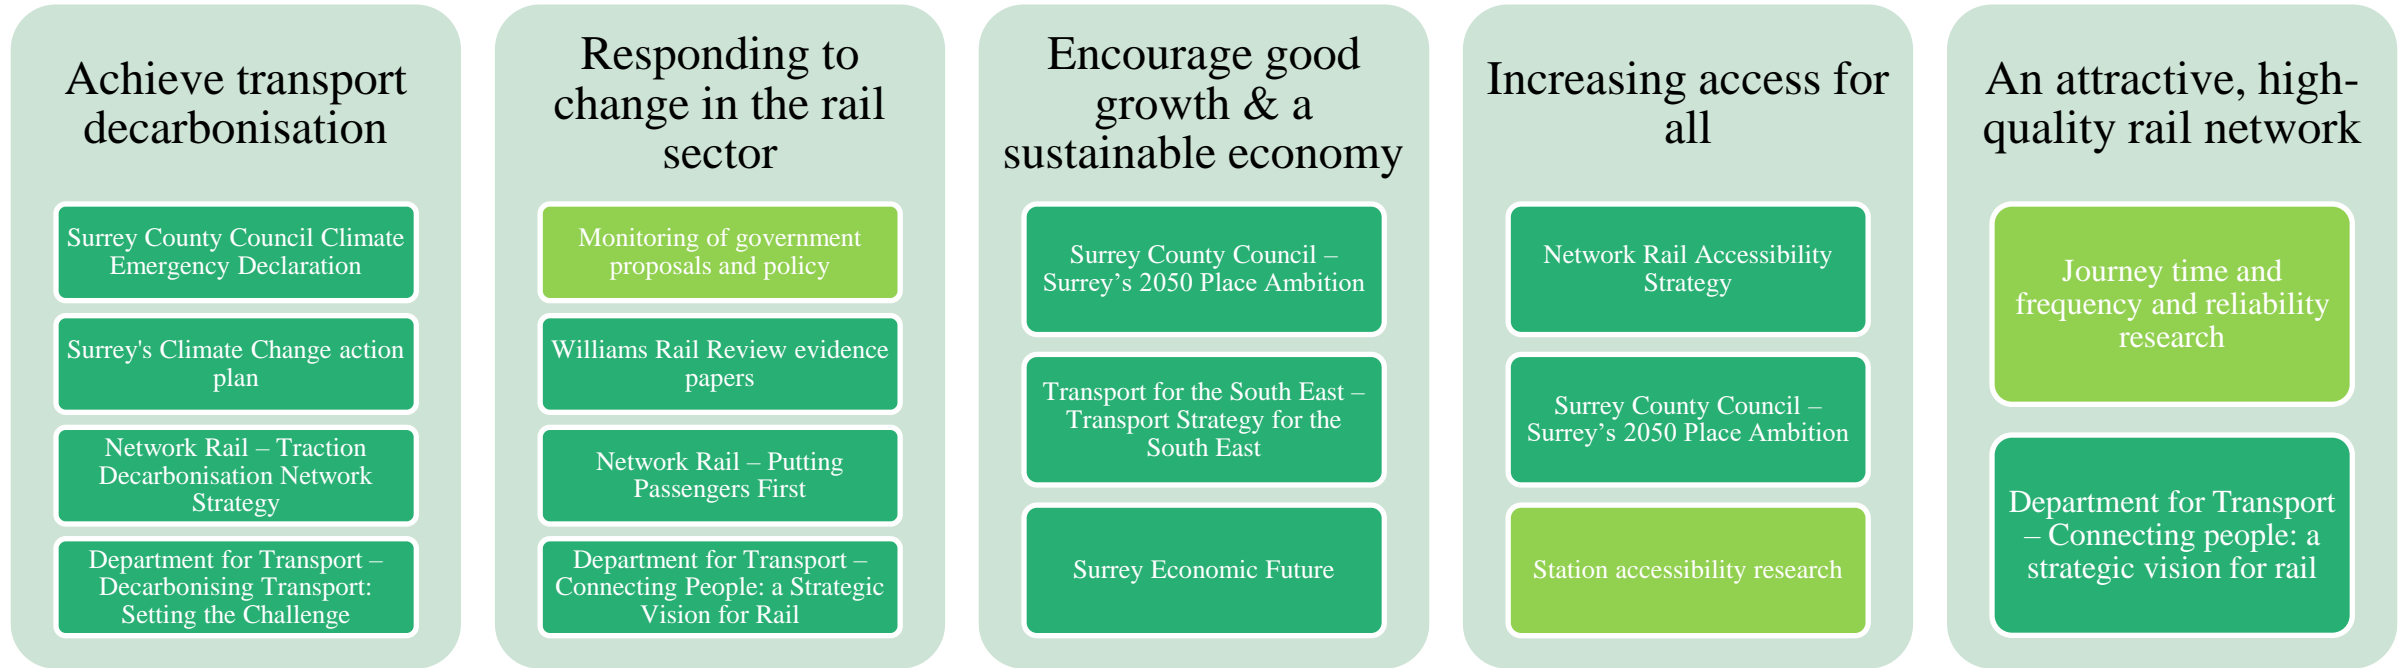 Achieve transport
decarbonisation
Surrey County Council Climate
Emergency Declaration
Surrey's Climate Change action
plan
Network Rail – Traction
Decarbonisation Network
Strategy
Department for Transport –
Decarbonising Transport:
Setting the Challenge
Responding to
change in the rail
sector
Monitoring of government
proposals and policy
Williams Rail Review evidence
papers
Network Rail – Putting
Passengers First
Department for Transport –
Connecting People: a Strategic
Vision for Rail
Encourage good
growth & a
sustainable economy
Surrey County Council –
Surrey’s 2050 Place Ambition
Transport for the South East –
Transport Strategy for the
South East
Surrey Economic Future
Increasing access for
all
Network Rail Accessibility
Strategy
Surrey County Council –
Surrey’s 2050 Place Ambition
Station accessibility research
An attractive, high-
quality rail network
Journey time and
frequency and reliability
research
Department for Transport
– Connecting people: a
strategic vision for rail